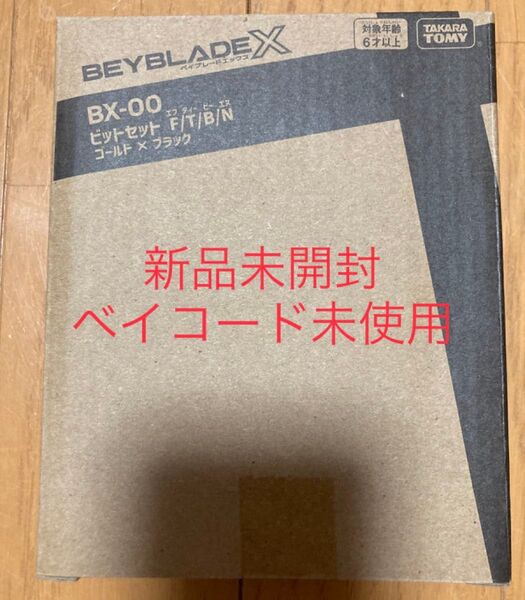 BEYBLADE X
ベイブレードエックス
対象年齢
6才以上
TAKARA
TOMY
BX-00
エフ ティー ビー エヌ
ビットセット F/T/B/N
ゴールド × ブラック
新品未開封
ベイコード未使用